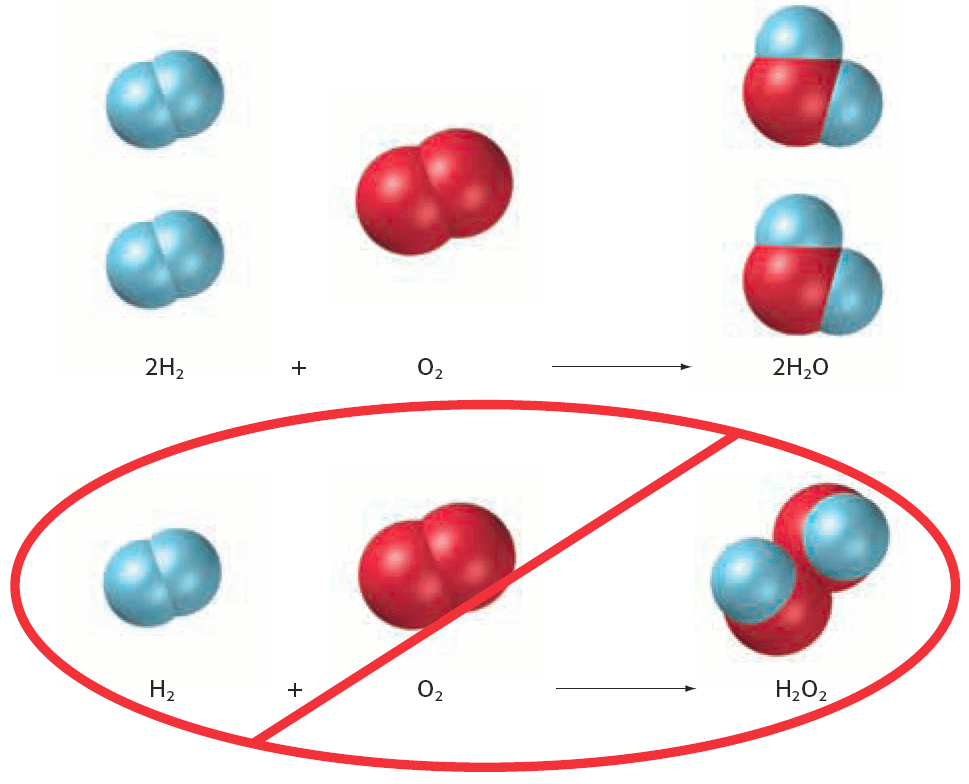 2H₂ + O₂ 2H₂O
H₂ + O₂ H₂O₂